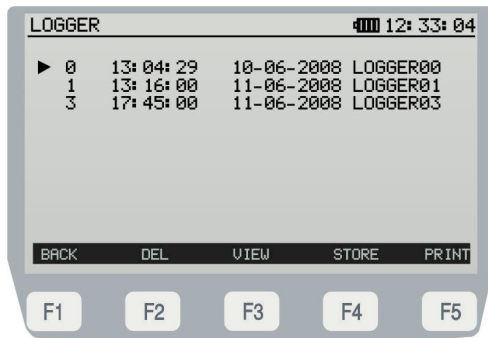 LOGGER 12:33:04
▶ 0 13:04:29 10-06-2008 LOGGER00
1 13:16:00 11-06-2008 LOGGER01
3 17:45:00 11-06-2008 LOGGER03
BACK DEL VIEW STORE PRINT
F1 F2 F3 F4 F5